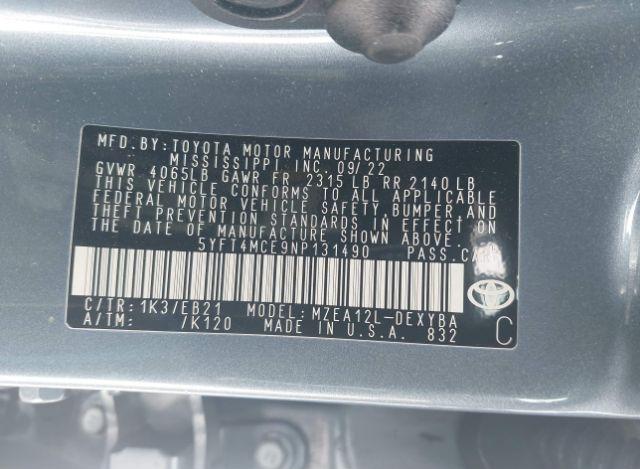 MFD.BY:TOYOTA MOTOR MANUFACTURING
MISSISSIPPI INC. 09/22
GVWR 4065LB GAWR FR 2315 LB RR 2140 LB
THIS VEHICLE CONFORMS TO ALL APPLICABLE
FEDERAL MOTOR VEHICLE SAFETY, BUMPER AND
THEFT PREVENTION STANDARDS IN EFFECT ON
THE DATE OF MANUFACTURE SHOWN ABOVE.
5YFT4MCE9NP131490 PASS.CAR
C/TR: 1K3/EB21 MODEL: MZEA12L-DEXYBA
A/TM: /K120 MADE IN U.S.A. 832 C